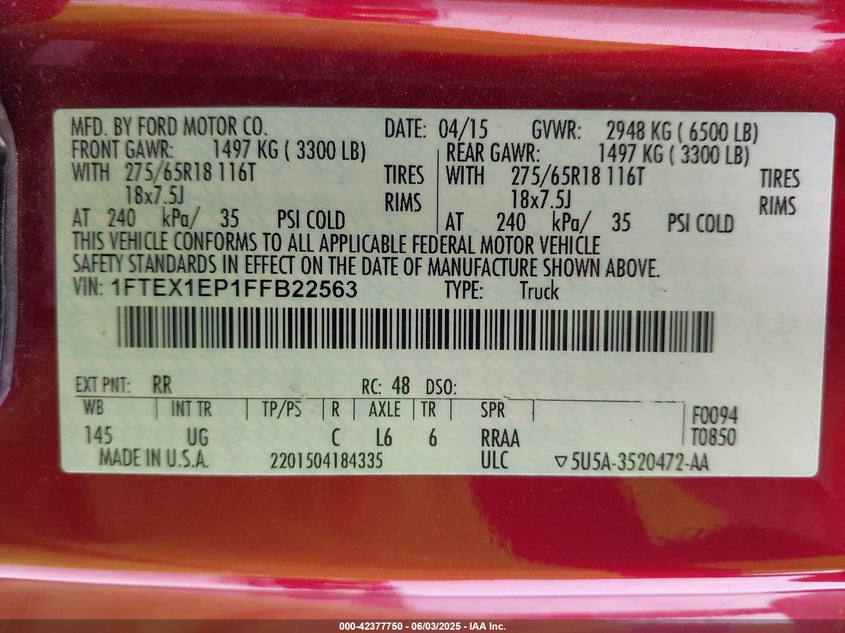 MFD. BY FORD MOTOR CO. DATE: 04/15 GVWR: 2948 KG ( 6500 LB)
FRONT GAWR: 1497 KG ( 3300 LB) REAR GAWR: 1497 KG ( 3300 LB)
WITH 275/65R18 116T TIRES WITH 275/65R18 116T TIRES
18x7.5J RIMS 18x7.5J RIMS
AT 240 kPa/ 35 PSI COLD AT 240 kPa/ 35 PSI COLD
THIS VEHICLE CONFORMS TO ALL APPLICABLE FEDERAL MOTOR VEHICLE
SAFETY STANDARDS IN EFFECT ON THE DATE OF MANUFACTURE SHOWN ABOVE.
VIN: 1FTEX1EP1FFB22563 TYPE: Truck
EXT PNT: RR RC: 48 DSO:
WB INT TR TP/PS R AXLE TR SPR F0094
145 UG C L6 6 RRAA T0850
MADE IN U.S.A. 2201504184335 ULC ▽5U5A-3520472-AA
000-42377750 - 06/03/2025 - IAA Inc.